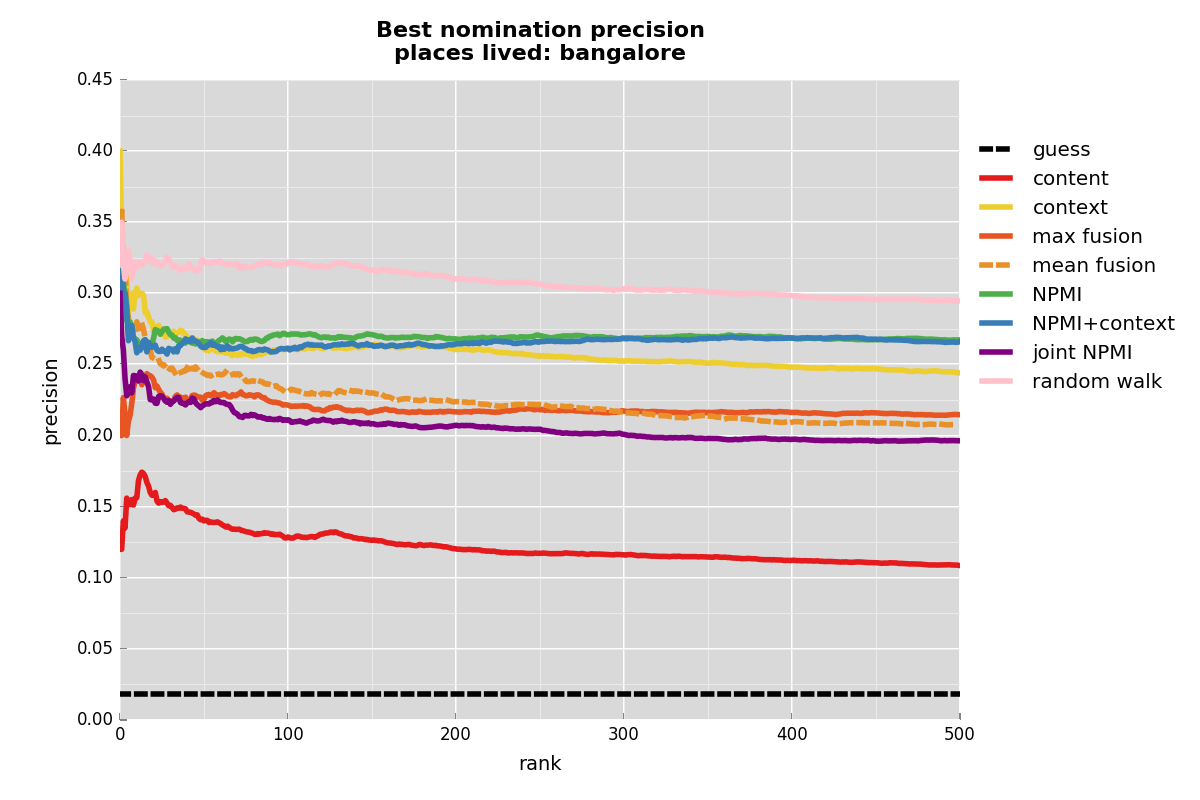 Best nomination precision
places lived: bangalore
precision
0.45
0.40
0.35
0.30
0.25
0.20
0.15
0.10
0.05
0.00
0
100
200
300
400
500
rank
guess
content
context
max fusion
mean fusion
NPMI
NPMI+context
joint NPMI
random walk